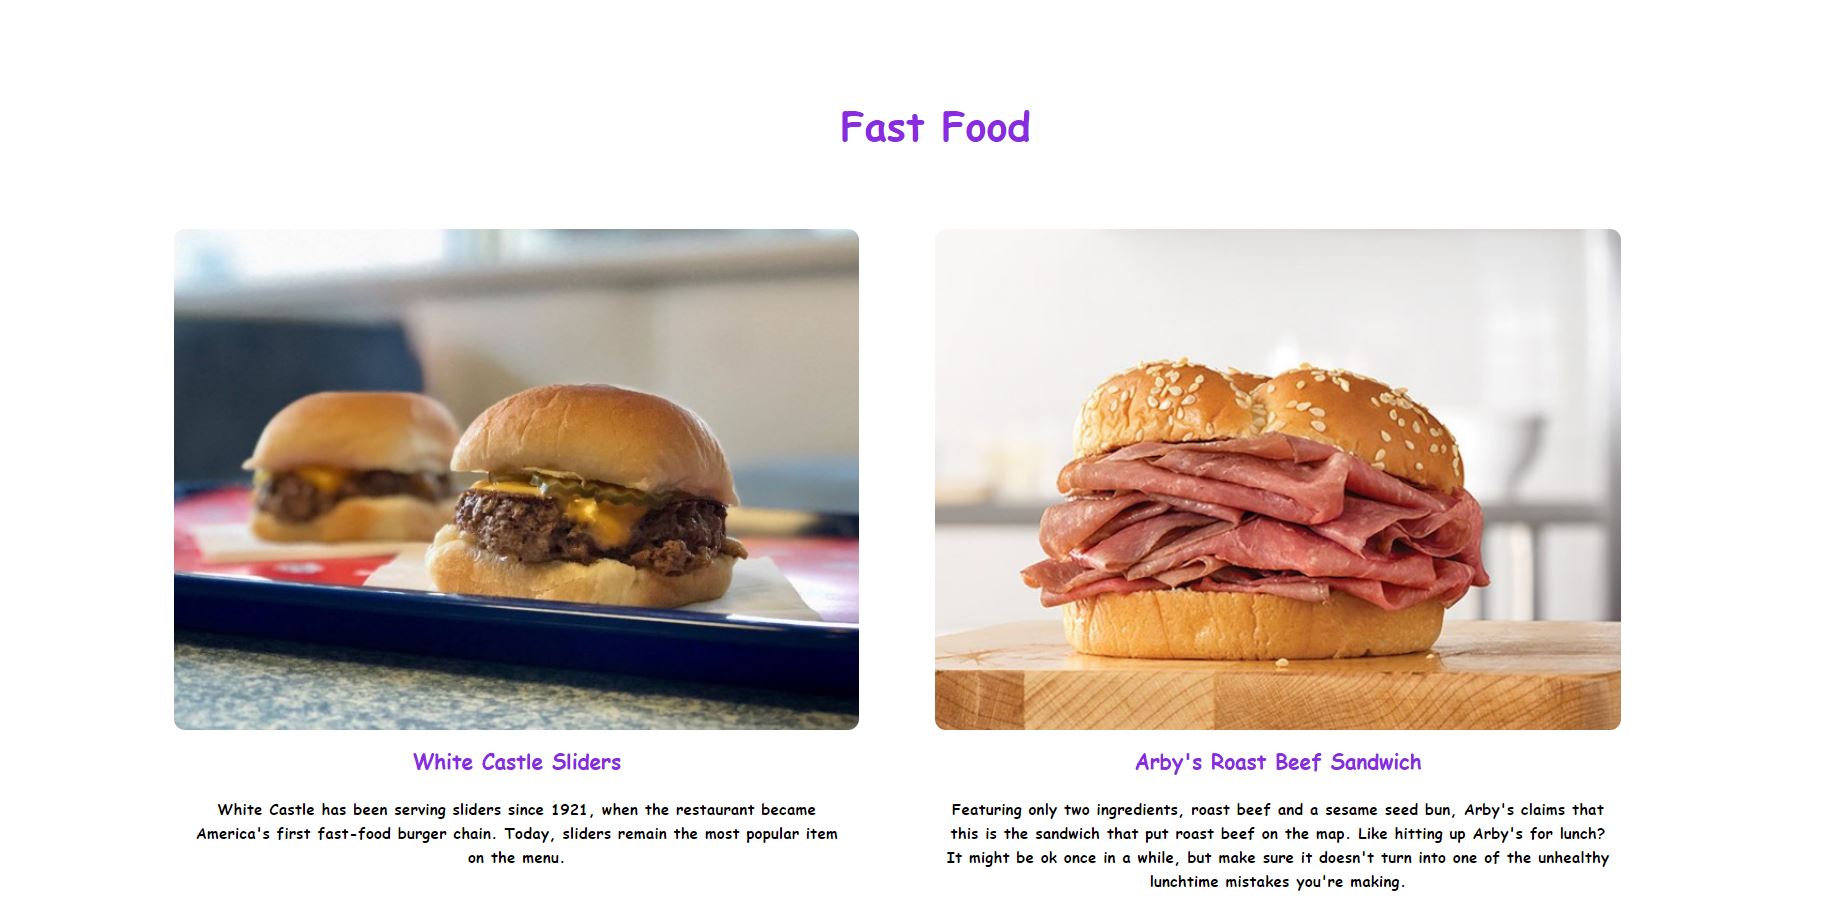 Fast Food
White Castle Sliders
White Castle has been serving sliders since 1921, when the restaurant became
America's first fast-food burger chain. Today, sliders remain the most popular item
on the menu.
Arby's Roast Beef Sandwich
Featuring only two ingredients, roast beef and a sesame seed bun, Arby's claims that
this is the sandwich that put roast beef on the map. Like hitting up Arby's for lunch?
It might be ok once in a while, but make sure it doesn't turn into one of the unhealthy
lunchtime mistakes you're making.